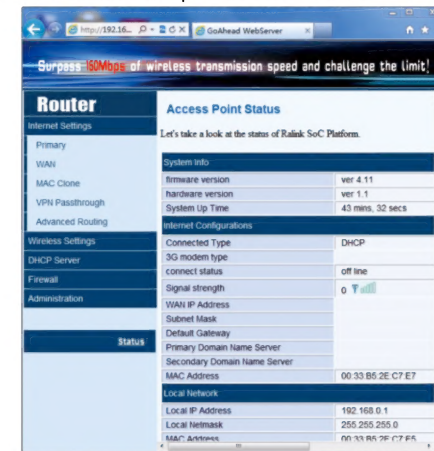 http://192.16...
GoAhead WebServer
Surpass 150Mbps of wireless transmission speed and challenge the limit!
Router
Internet Settings
Primary
WAN
MAC Clone
VPN Passthrough
Advanced Routing
Wireless Settings
DHCP Server
Firewall
Administration
Status
Access Point Status
Let's take a look at the status of Ralink SoC Platform.
System Info
firmware version ver 4.11
hardware version ver 1.1
System Up Time 43 mins, 32 secs
Internet Configurations
Connected Type DHCP
3G modem type
connect status off line
Signal strength 0
WAN IP Address
Subnet Mask
Default Gateway
Primary Domain Name Server
Secondary Domain Name Server
MAC Address 00:33:B5:2E:C7:E7
Local Network
Local IP Address 192.168.0.1
Local Netmask 255.255.255.0
MAC Address 00:33:B5:2E:C7:E5